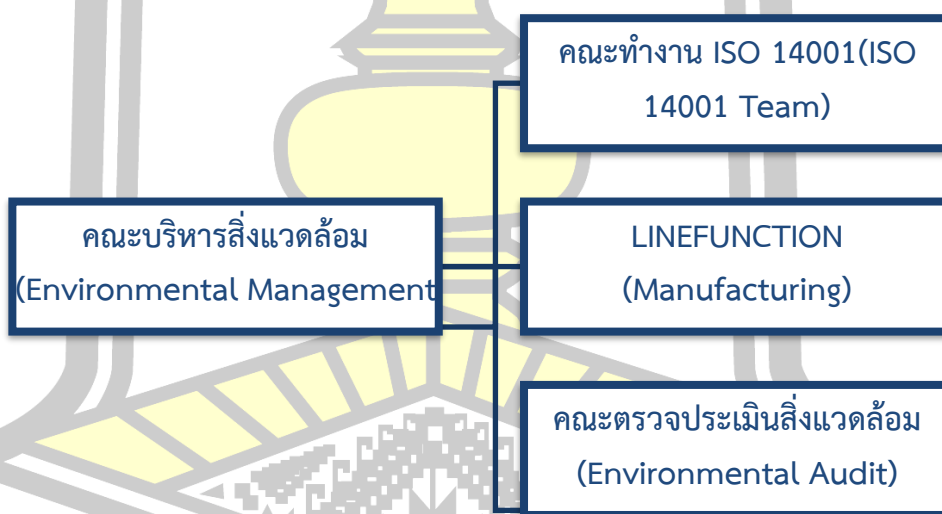 คณะทำงาน ISO 14001(ISO
14001 Team)
คณะบริหารสิ่งแวดล้อม
(Environmental Management
LINEFUNCTION
(Manufacturing)
คณะตรวจประเมินสิ่งแวดล้อม
(Environmental Audit)